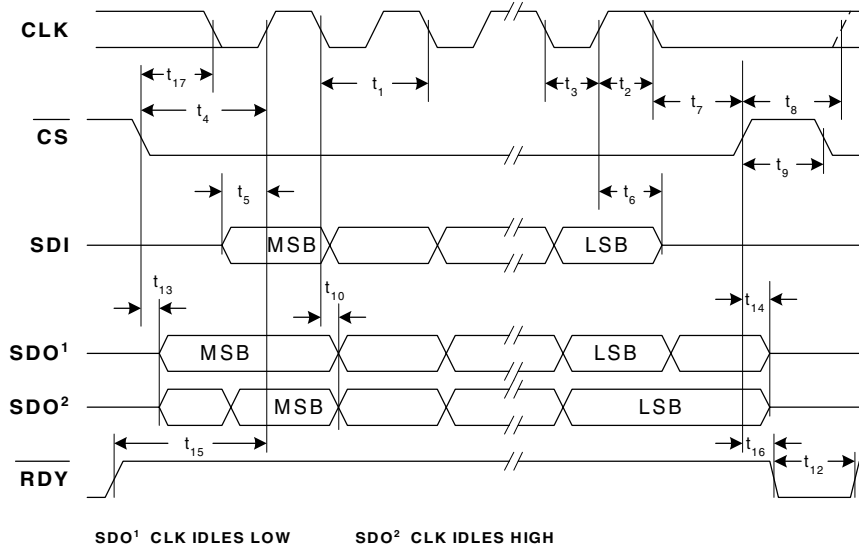 CLK
t17
t1
t3
t2
t4
t7
t8
CS
t9
t5
t6
SDI
MSB
LSB
t13
t10
t14
SDO¹
MSB
LSB
SDO²
MSB
LSB
t15
t16
t12
RDY
SDO¹ CLK IDLES LOW SDO² CLK IDLES HIGH